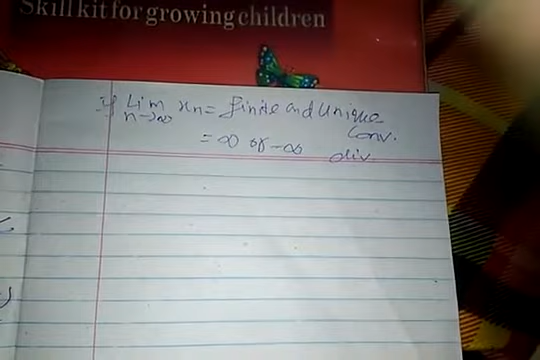 Skill kit for growing children
if Lim xn = finite and unique
n→∞ Conv.
= ∞ or -∞ div.